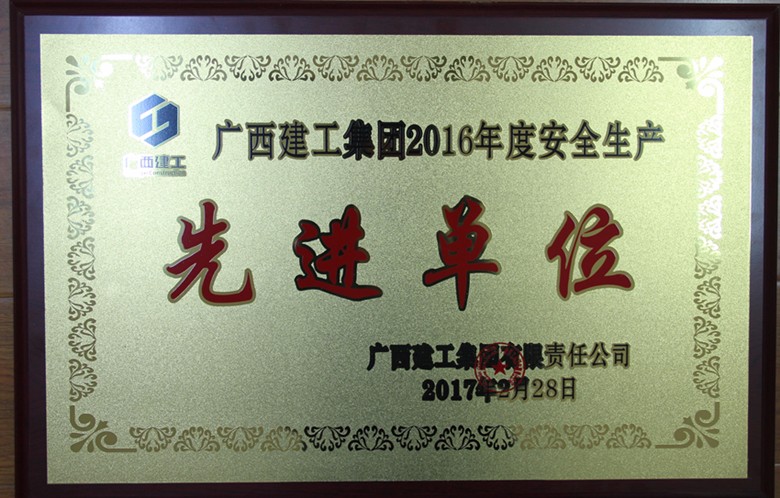 广西建工
广西建工集团2016年度安全生产
先进单位
广西建工集团有限责任公司
2017年2月28日